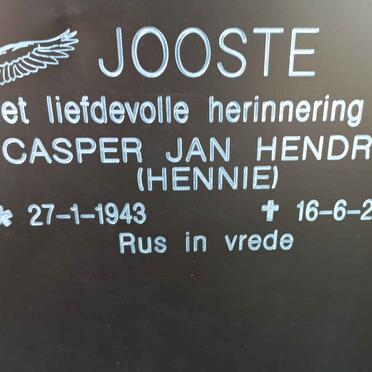 JOOSTE
et liefdevolle herinnering
CASPER JAN HENDR
(HENNIE)
* 27-1-1943 ✝ 16-6-2
Rus in vrede